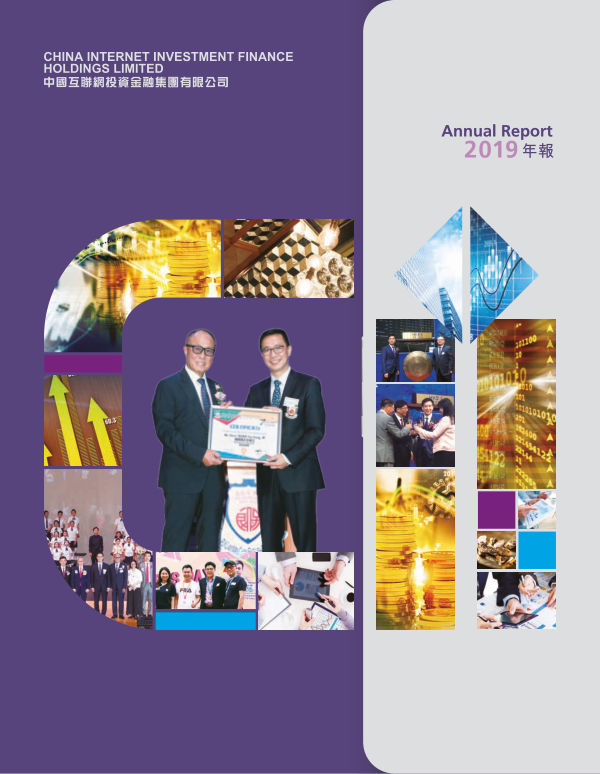 CHINA INTERNET INVESTMENT FINANCE
HOLDINGS LIMITED
中國互聯網投資金融集團有限公司
Annual Report
2019 年報
FILA